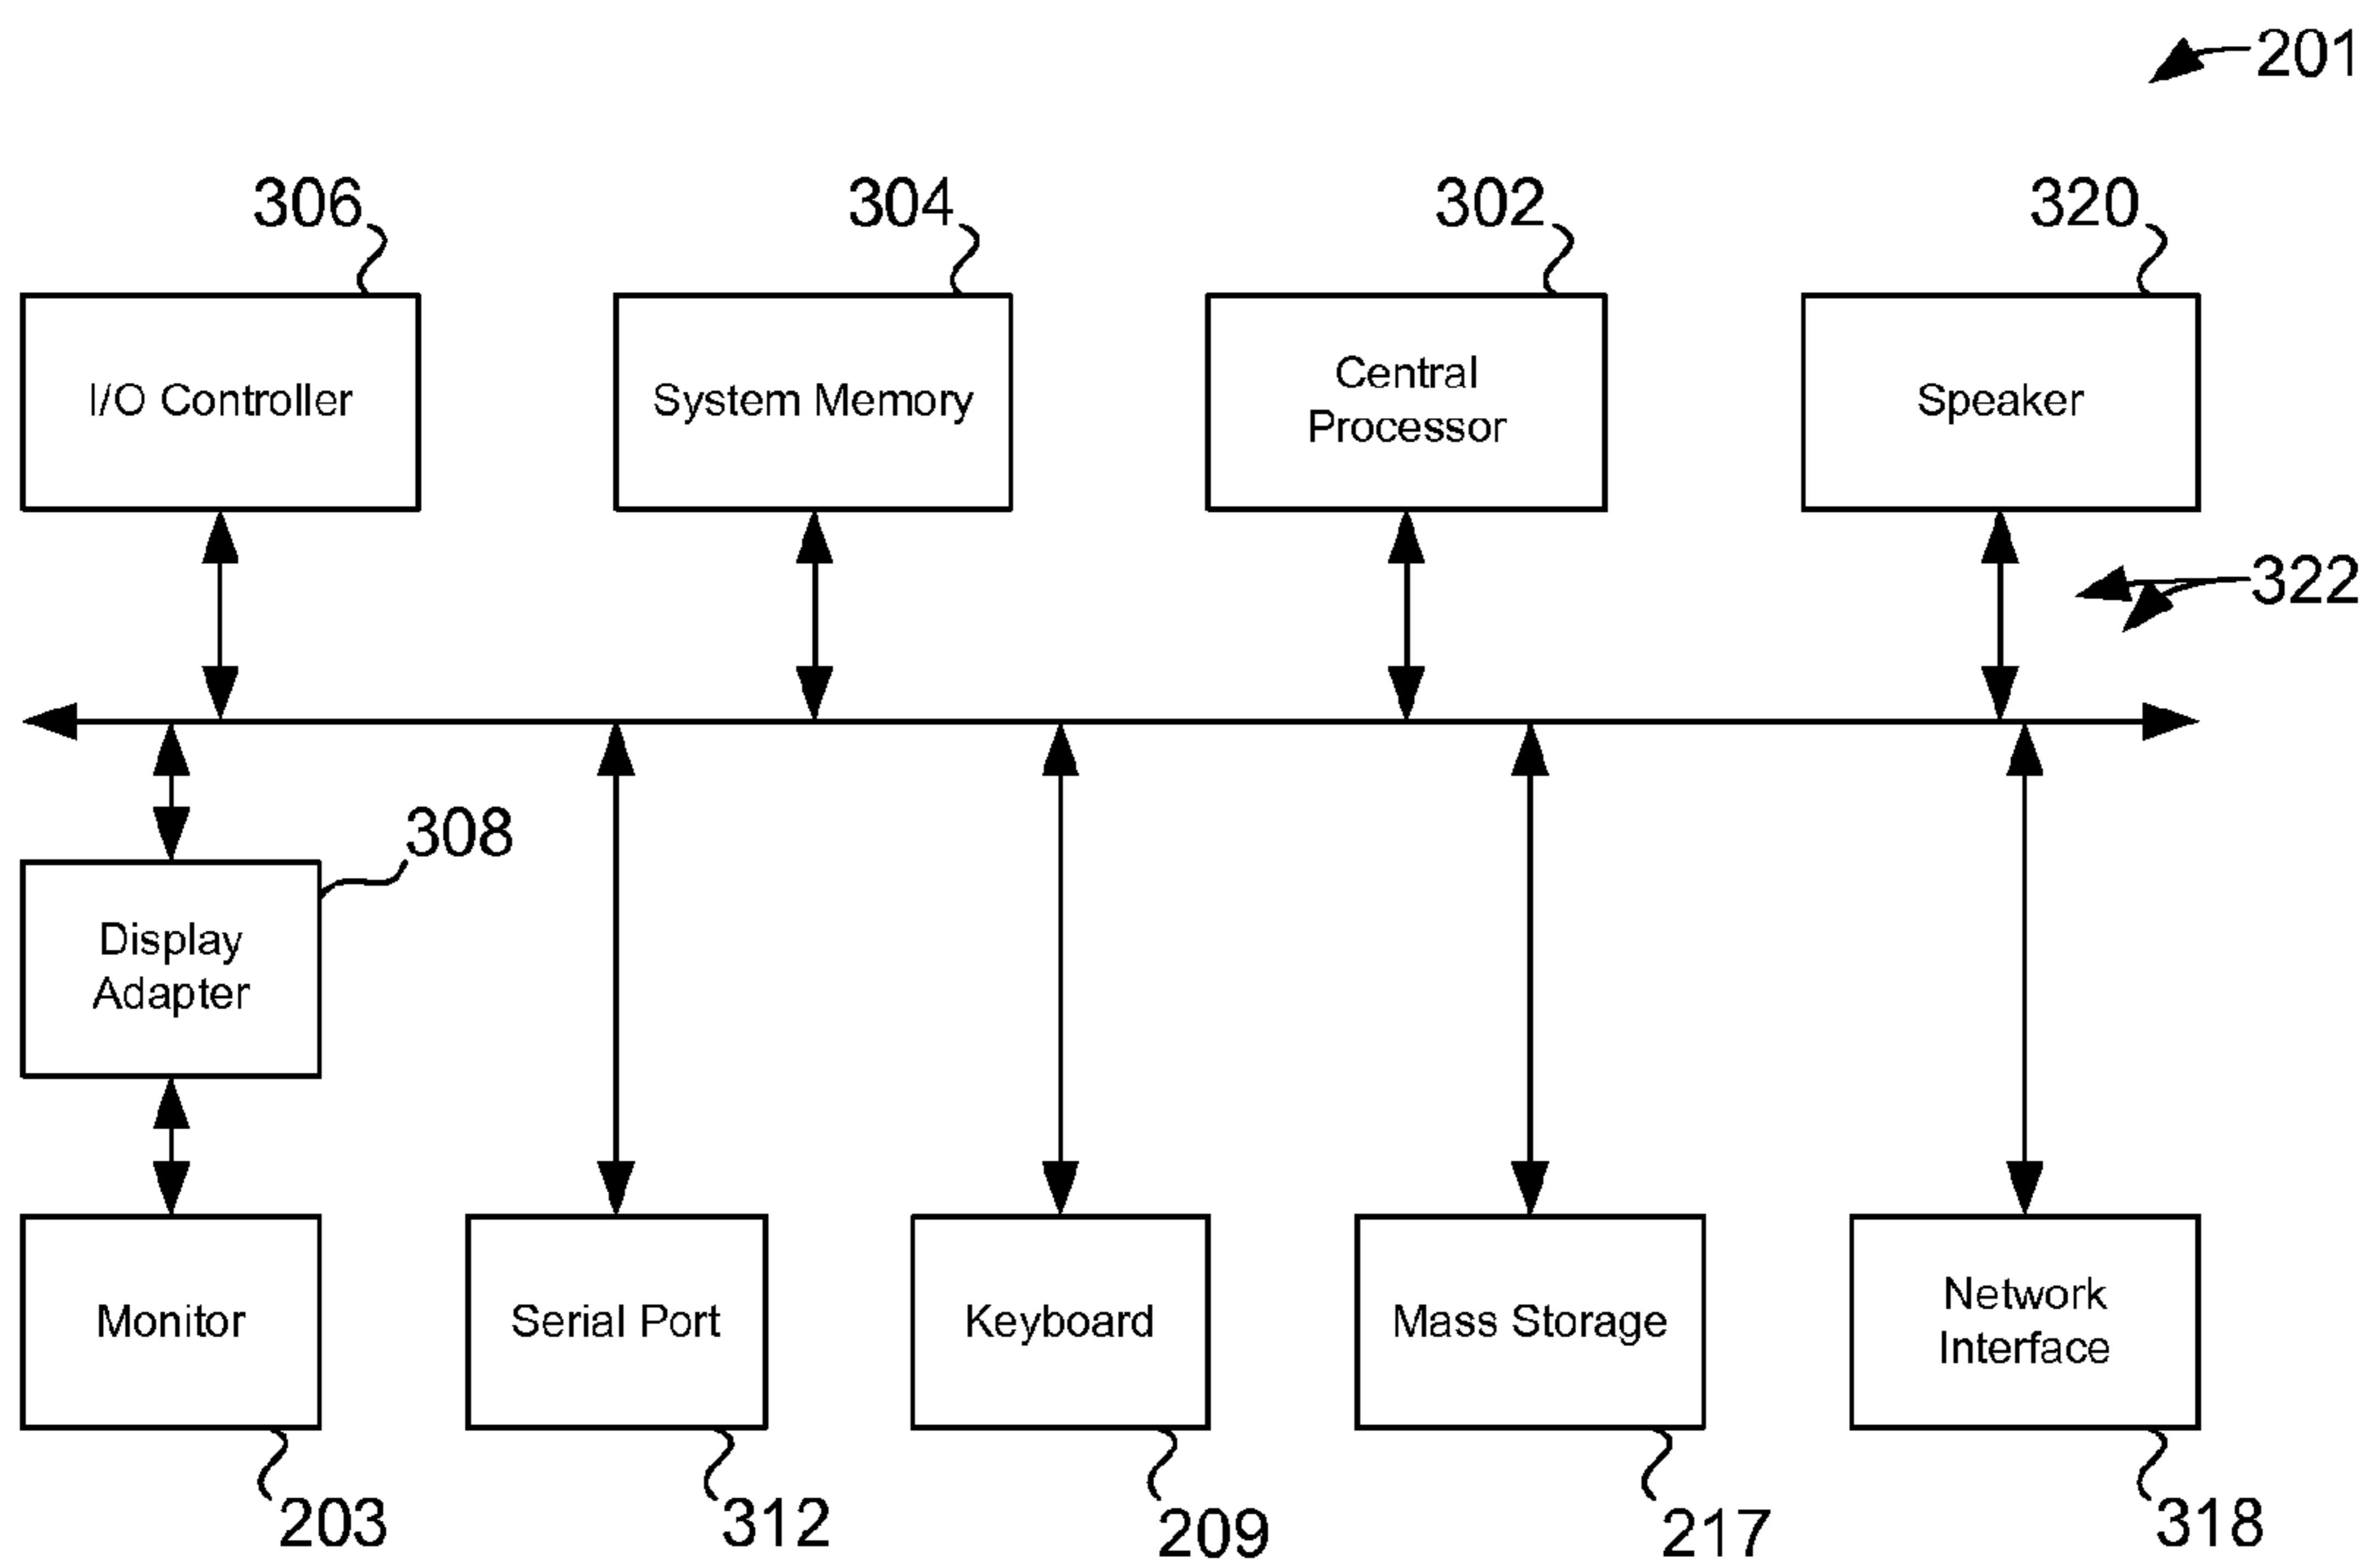 201
306
304
302
320
I/O Controller
System Memory
Central
Processor
Speaker
322
308
Display
Adapter
Monitor
Serial Port
Keyboard
Mass Storage
Network
Interface
203
312
209
217
318